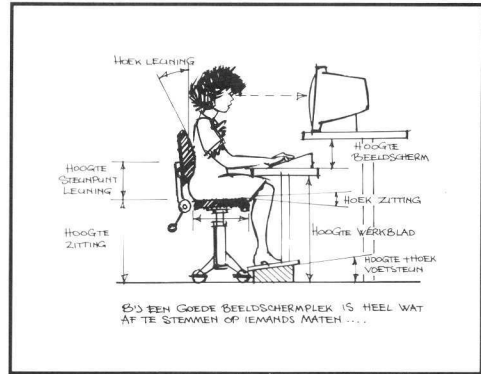 HOEK LEUNING
HOOGTE
BEELDSCHERM
HOOGTE
STEUNPUNT
LEUNING
HOEK ZITTING
HOOGTE
ZITTING
HOOGTE WERKBLAD
HOOGTE + HOEK
VOETSTEUN
BIJ EEN GOEDE BEELDSCHERMPLEK IS HEEL WAT
AF TE STEMMEN OP IEMANDS MATEN ....